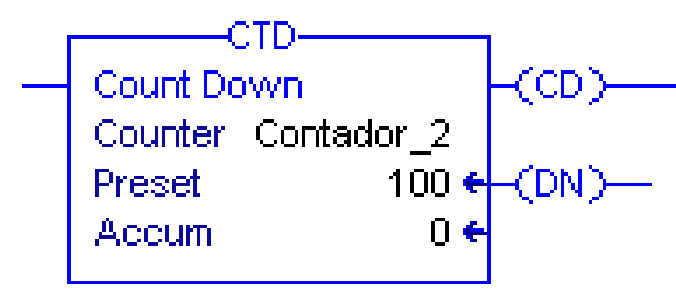 CTD
Count Down
(CD)
Counter Contador_2
Preset 100
(DN)
Accum 0